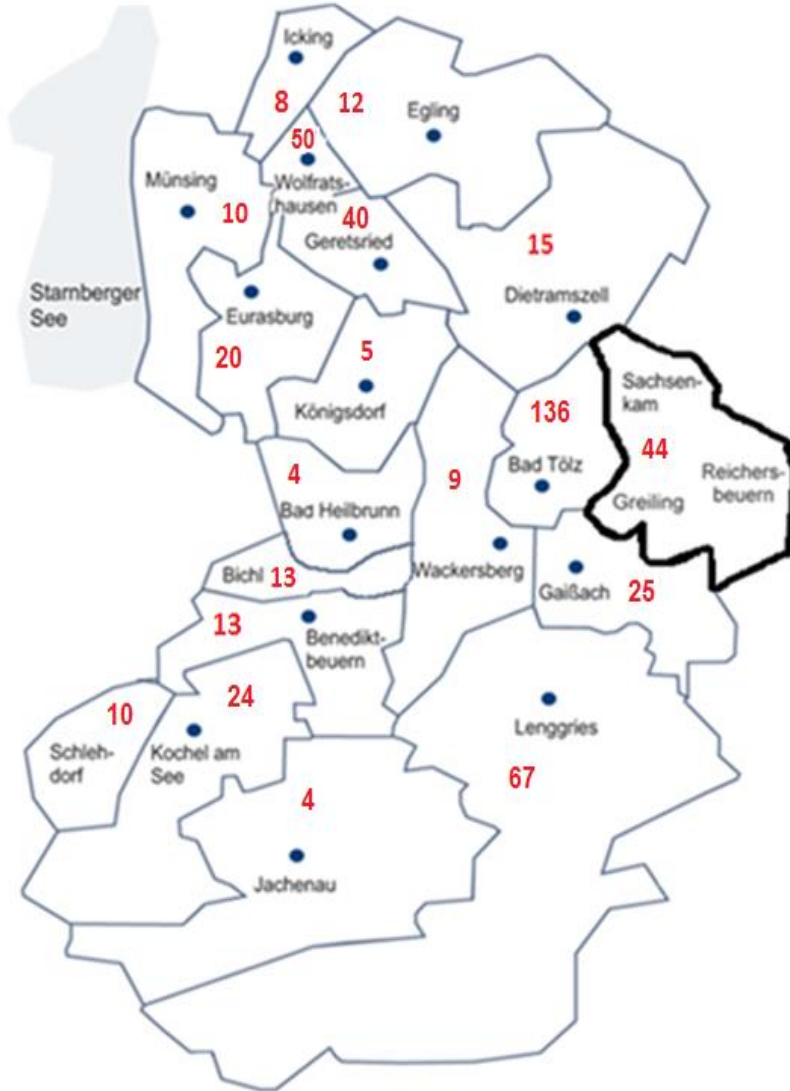 Icking
8
12
Egling
50
Wolfrats-
hausen
Münsing
10
40
Geretsried
15
Starnberger
See
Eurasburg
Dietramszell
20
5
Königsdorf
136
Bad Tölz
Sachsen-
kam
44
Reichers-
beuern
Greiling
4
Bad Heilbrunn
9
Wackersberg
Bichl 13
Gaißach
25
13
Benedikt-
beuern
10
Schleh-
dorf
24
Kochel am
See
Lenggries
67
4
Jachenau